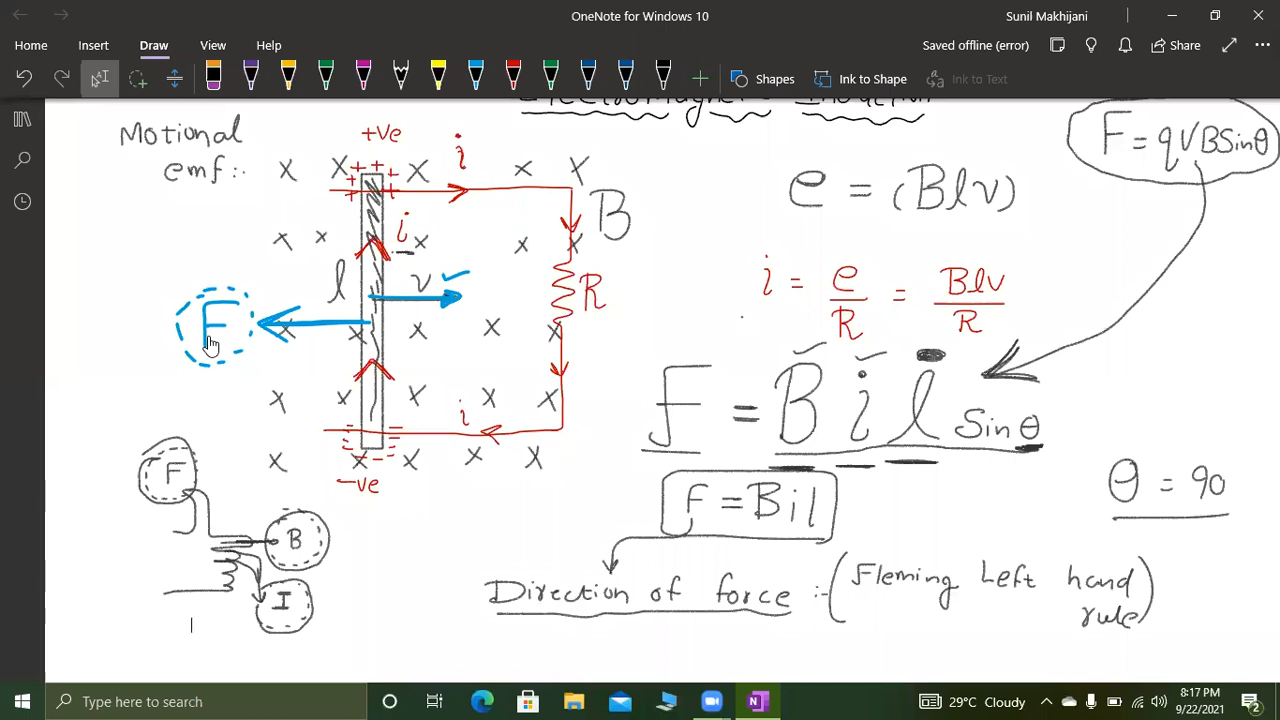 OneNote for Windows 10
Sunil Makhijani
Home Insert Draw View Help
Saved offline (error)
Share
Shapes
Ink to Shape
Ink to Text
Motional
emf:-
+ve
i
B
i
l
v
R
F
i
-ve
F
B
I
F = qVBSinθ
e = (Blv)
i = e/R = Blv/R
F = B i l Sinθ
F = Bil
θ = 90
Direction of force :- (Fleming Left hand
rule)
Type here to search
29°C Cloudy
8:17 PM
9/22/2021
2